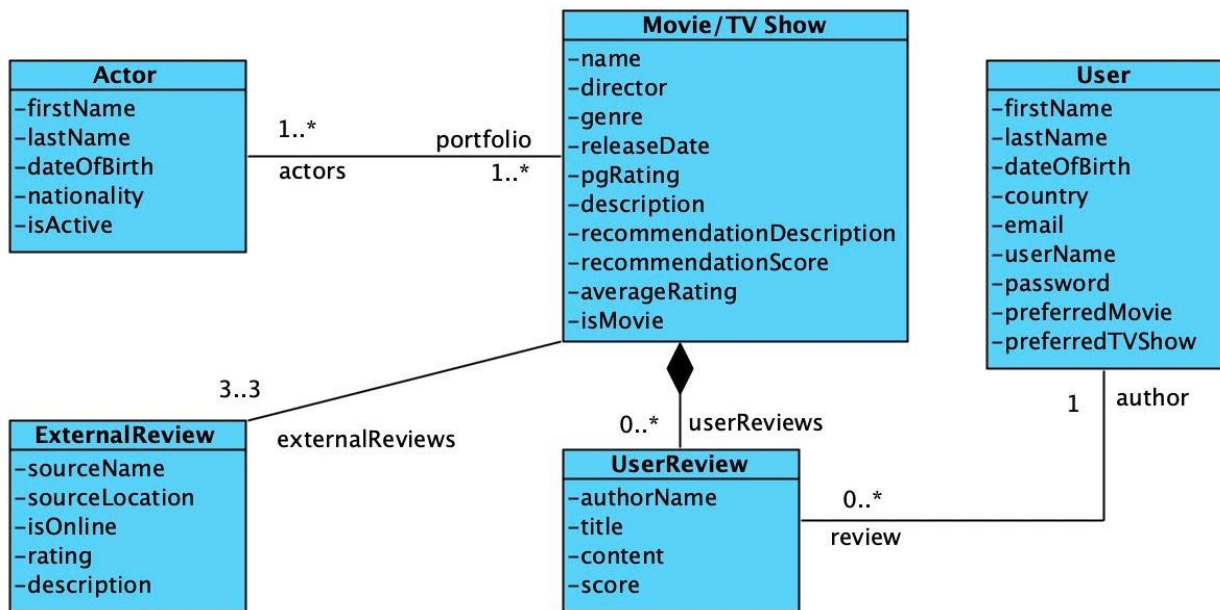 Actor
-firstName
-lastName
-dateOfBirth
-nationality
-isActive
1..*
actors
portfolio
1..*
Movie/TV Show
-name
-director
-genre
-releaseDate
-pgRating
-description
-recommendationDescription
-recommendationScore
-averageRating
-isMovie
User
-firstName
-lastName
-dateOfBirth
-country
-email
-userName
-password
-preferredMovie
-preferredTVShow
3..3
externalReviews
0..*
userReviews
1
author
ExternalReview
-sourceName
-sourceLocation
-isOnline
-rating
-description
UserReview
-authorName
-title
-content
-score
0..*
review